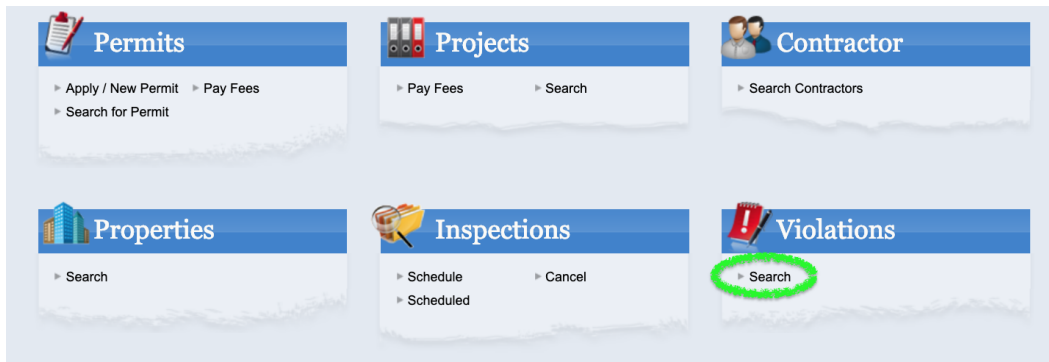 Permits
Apply / New Permit Pay Fees
Search for Permit
Projects
Pay Fees Search
Contractor
Search Contractors
Properties
Search
Inspections
Schedule Cancel
Scheduled
Violations
Search